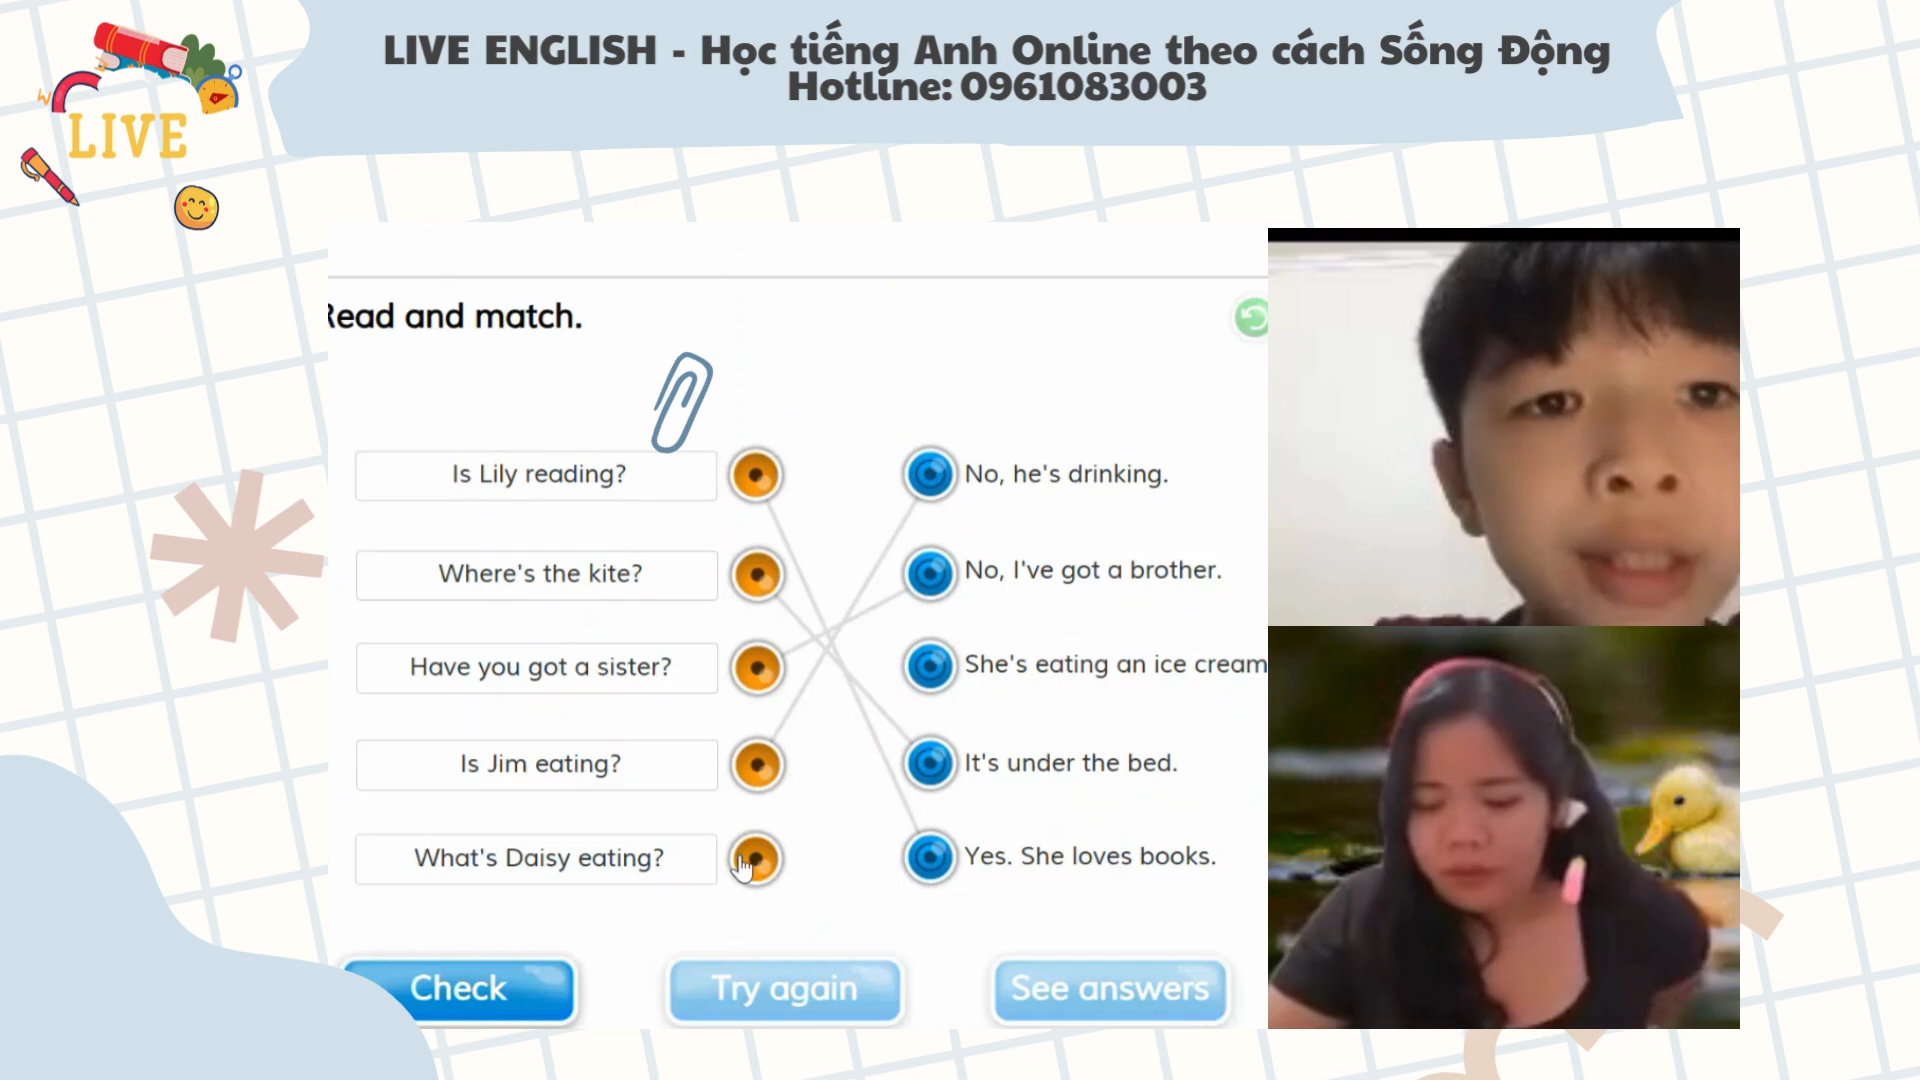 LIVE ENGLISH - Học tiếng Anh Online theo cách Sống Động
Hotline: 0961083003
LIVE
Read and match.
Is Lily reading?
No, he's drinking.
Where's the kite?
No, I've got a brother.
Have you got a sister?
She's eating an ice cream
Is Jim eating?
It's under the bed.
What's Daisy eating?
Yes. She loves books.
Check
Try again
See answers